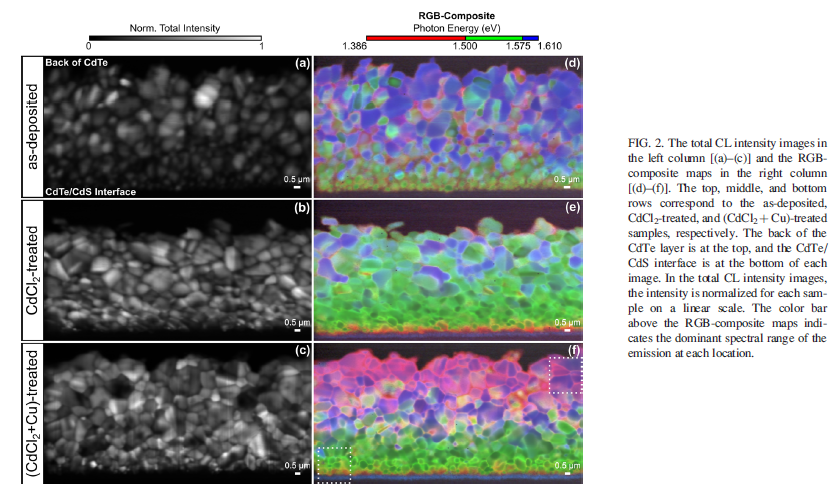 Norm. Total Intensity
0 1
RGB-Composite
Photon Energy (eV)
1.386 1.500 1.575 1.610
as-deposited
Back of CdTe
(a)
CdTe/CdS Interface
0.5 µm
(d)
0.5 µm
CdCl₂-treated
(b)
0.5 µm
(e)
0.5 µm
(CdCl₂+Cu)-treated
(c)
0.5 µm
(f)
0.5 µm
FIG. 2. The total CL intensity images in
the left column [(a)–(c)] and the RGB-
composite maps in the right column
[(d)–(f)]. The top, middle, and bottom
rows correspond to the as-deposited,
CdCl₂-treated, and (CdCl₂ + Cu)-treated
samples, respectively. The back of the
CdTe layer is at the top, and the CdTe/
CdS interface is at the bottom of each
image. In the total CL intensity images,
the intensity is normalized for each sam-
ple on a linear scale. The color bar
above the RGB-composite maps indi-
cates the dominant spectral range of the
emission at each location.